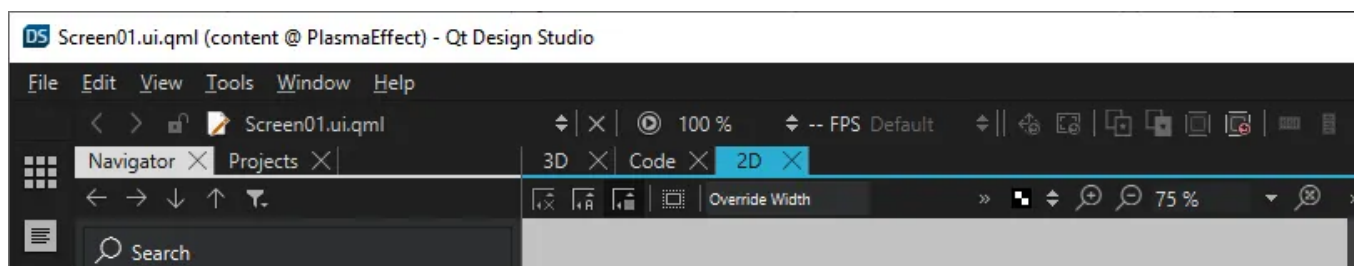 DS Screen01.ui.qml (content @ PlasmaEffect) - Qt Design Studio
File Edit View Tools Window Help
Screen01.ui.qml 100 % -- FPS Default
Navigator Projects 3D Code 2D
Override Width » 75 %
Search